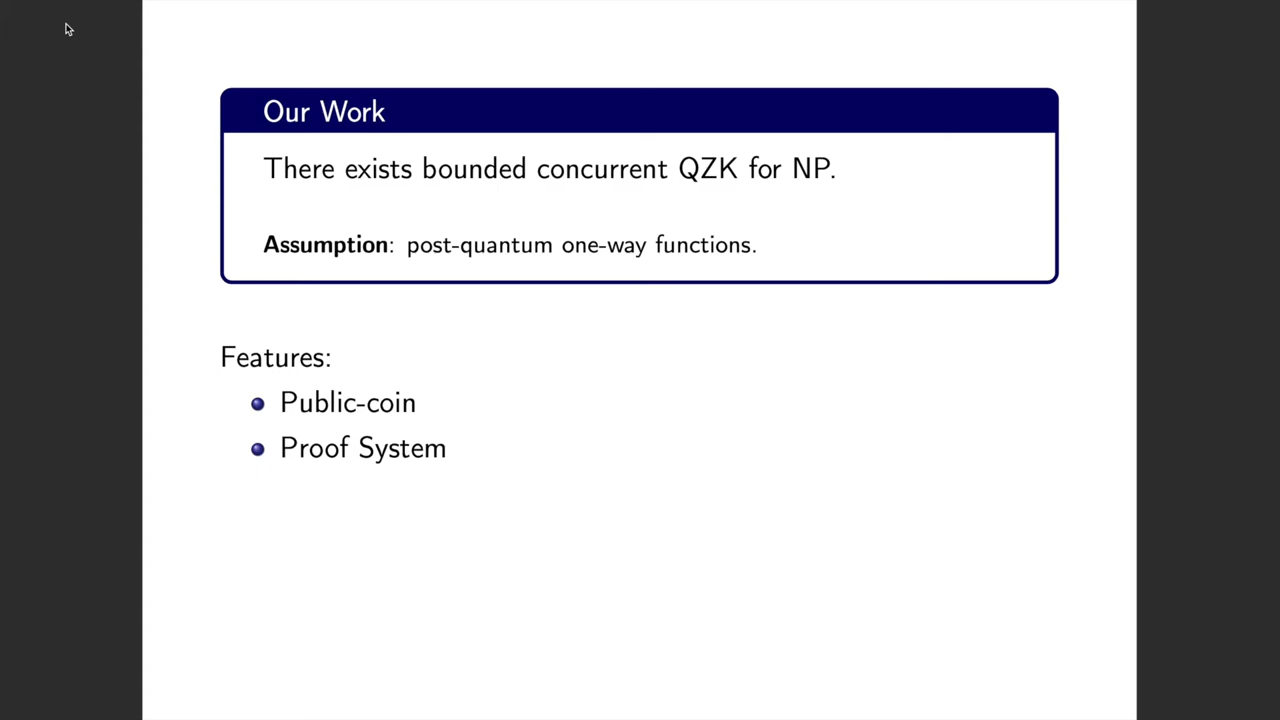 Our Work
There exists bounded concurrent QZK for NP.
Assumption: post-quantum one-way functions.
Features:
Public-coin
Proof System